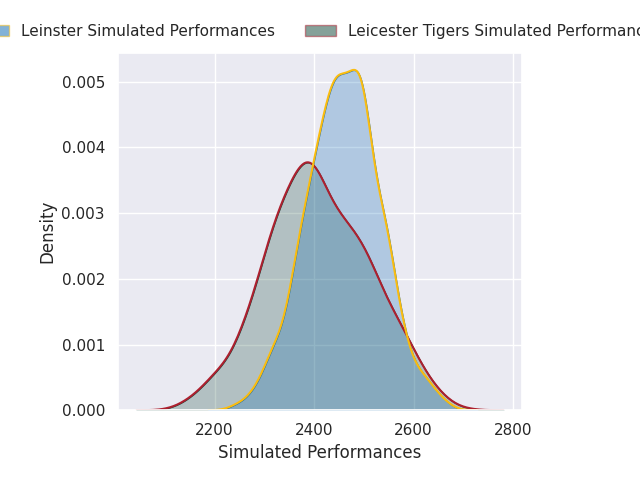 Leinster Simulated Performances
Leicester Tigers Simulated
0.005
0.004
0.003
0.002
0.001
0.000
Density
2200
2400
2600
2800
Simulated Performances